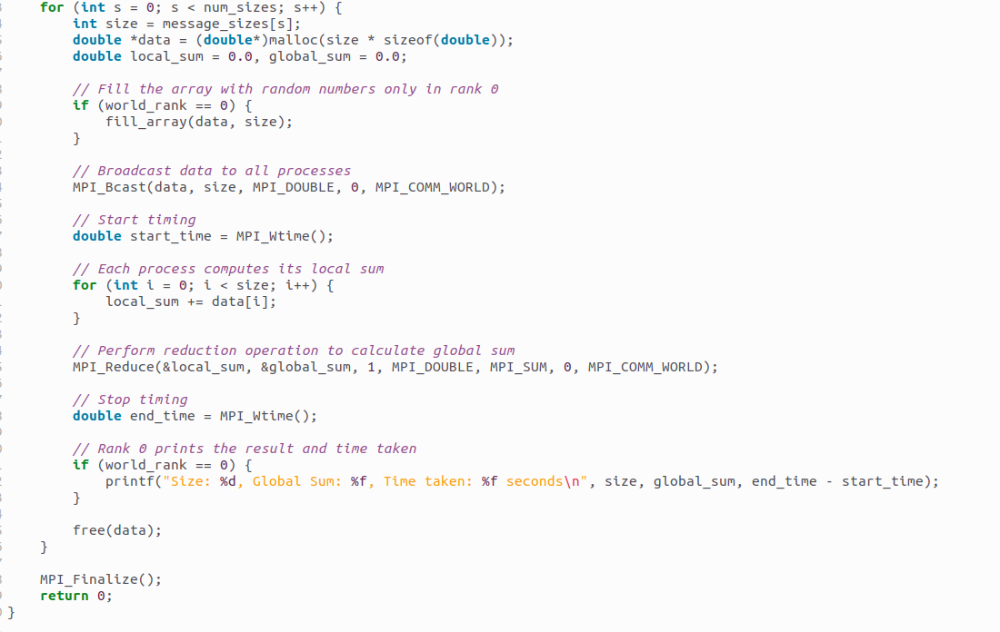 for (int s = 0; s < num_sizes; s++) {
int size = message_sizes[s];
double *data = (double*)malloc(size * sizeof(double));
double local_sum = 0.0, global_sum = 0.0;
// Fill the array with random numbers only in rank 0
if (world_rank == 0) {
fill_array(data, size);
}
// Broadcast data to all processes
MPI_Bcast(data, size, MPI_DOUBLE, 0, MPI_COMM_WORLD);
// Start timing
double start_time = MPI_Wtime();
// Each process computes its local sum
for (int i = 0; i < size; i++) {
local_sum += data[i];
}
// Perform reduction operation to calculate global sum
MPI_Reduce(&local_sum, &global_sum, 1, MPI_DOUBLE, MPI_SUM, 0, MPI_COMM_WORLD);
// Stop timing
double end_time = MPI_Wtime();
// Rank 0 prints the result and time taken
if (world_rank == 0) {
printf("Size: %d, Global Sum: %f, Time taken: %f seconds\n", size, global_sum, end_time - start_time);
}
free(data);
}
MPI_Finalize();
return 0;
}